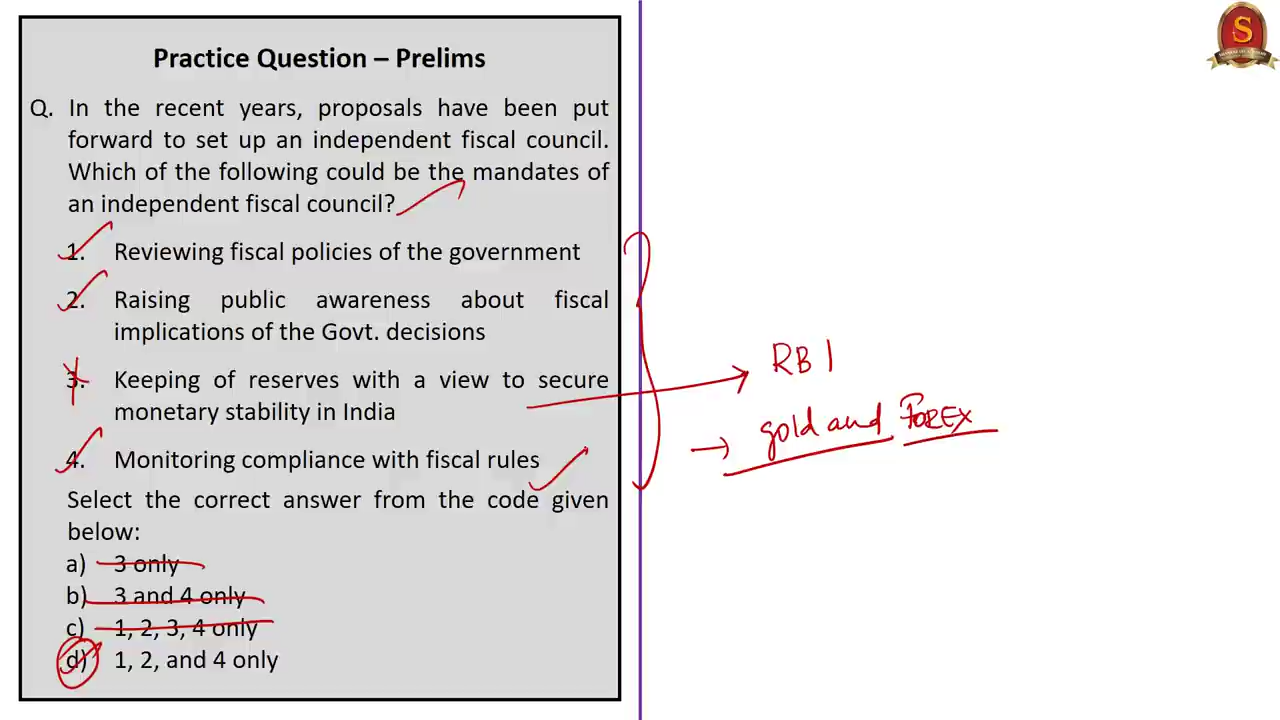 Practice Question – Prelims
Q. In the recent years, proposals have been put
forward to set up an independent fiscal council.
Which of the following could be the mandates of
an independent fiscal council?
1. Reviewing fiscal policies of the government
2. Raising public awareness about fiscal
implications of the Govt. decisions
3. Keeping of reserves with a view to secure
monetary stability in India
4. Monitoring compliance with fiscal rules
Select the correct answer from the code given
below:
a) 3 only
b) 3 and 4 only
c) 1, 2, 3, 4 only
d) 1, 2, and 4 only
RBI
gold and FOREX
S